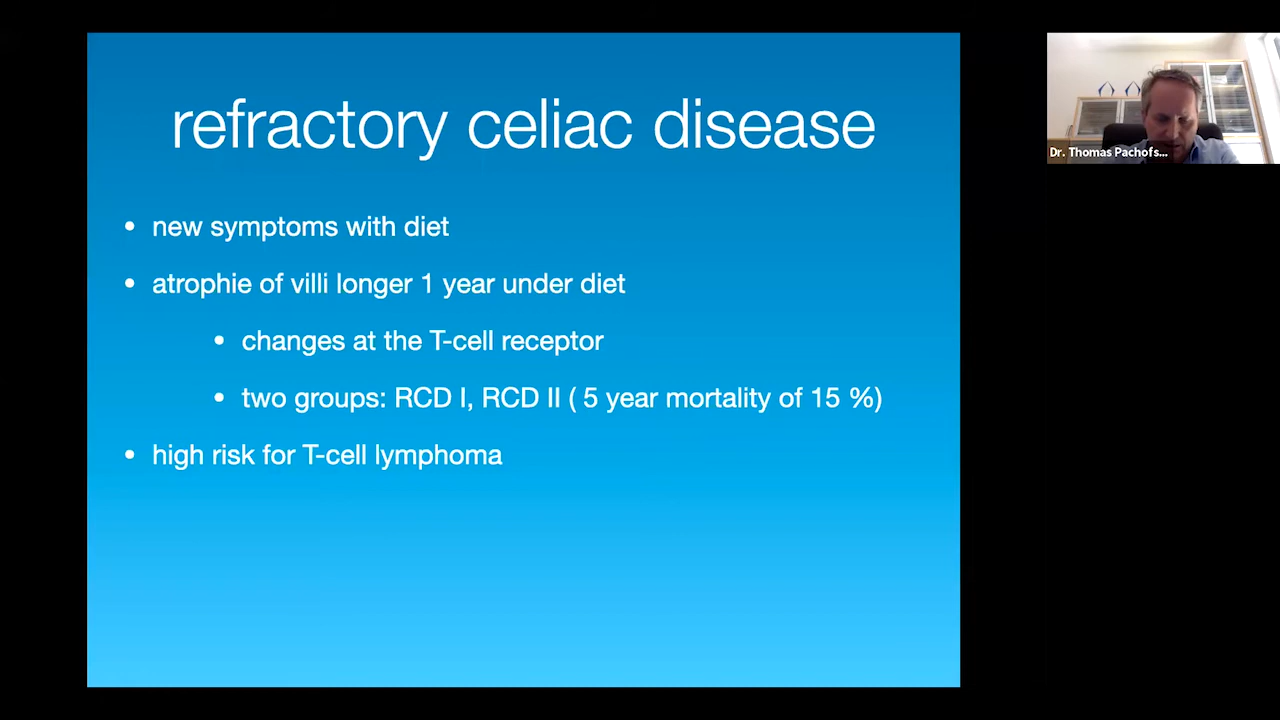 refractory celiac disease
• new symptoms with diet
• atrophie of villi longer 1 year under diet
• changes at the T-cell receptor
• two groups: RCD I, RCD II ( 5 year mortality of 15 %)
• high risk for T-cell lymphoma
Dr. Thomas Pachofs...